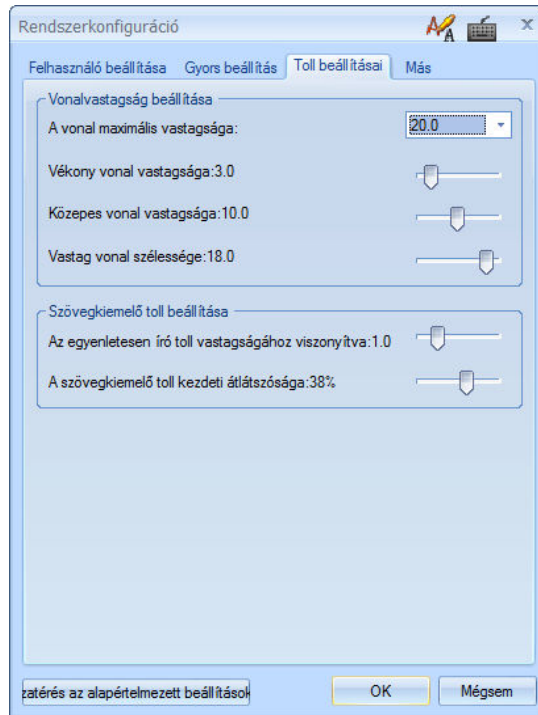 Rendszerkonfiguráció
Felhasználó beállítása Gyors beállítás Toll beállításai Más
Vonalvastagság beállítása
A vonal maximális vastagsága: 20.0
Vékony vonal vastagsága:3.0
Közepes vonal vastagsága:10.0
Vastag vonal szélessége:18.0
Szövegkiemelő toll beállítása
Az egyenletesen író toll vastagságához viszonyítva:1.0
A szövegkiemelő toll kezdeti átlátszósága:38%
zatérés az alapértelmezett beállítások OK Mégsem